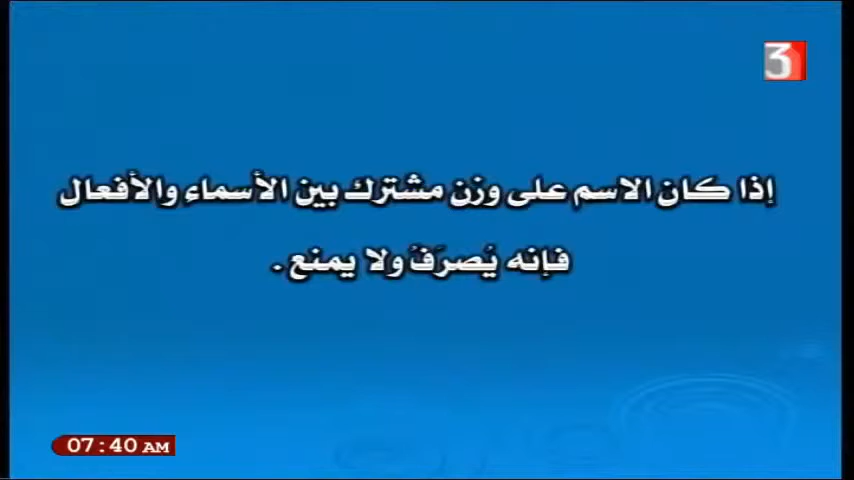 3
إذا كان الاسم على وزن مشترك بين الأسماء والأفعال
فإنه يُصرَفُ ولا يمنع .
07:40 AM